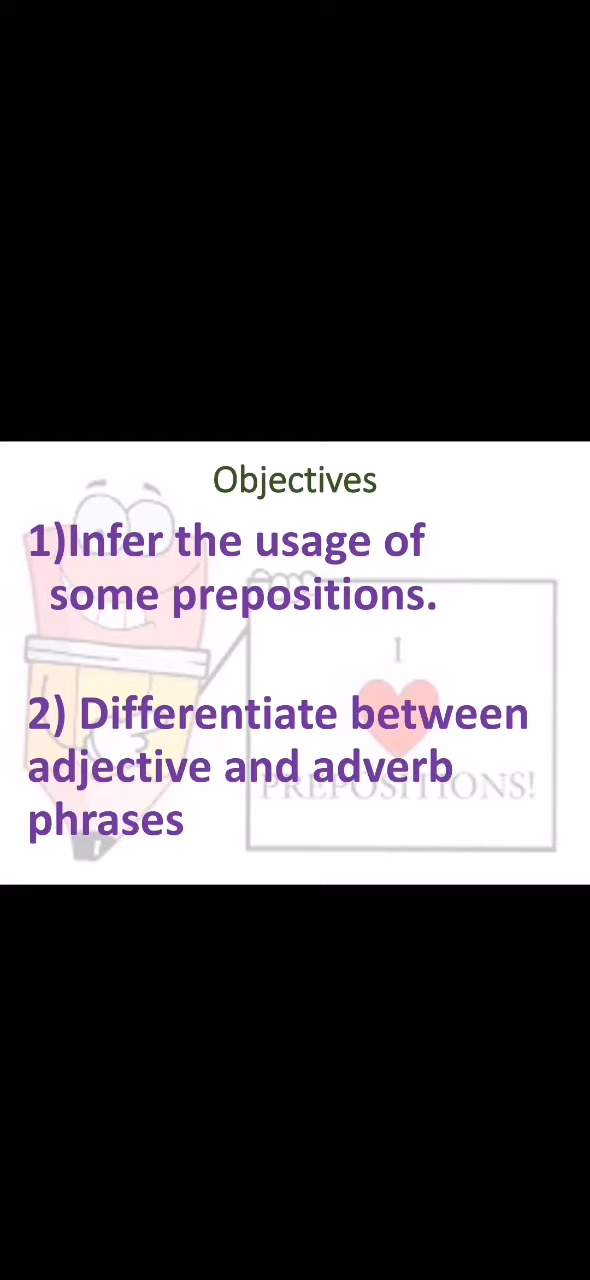 Objectives
1)Infer the usage of
some prepositions.
2) Differentiate between
adjective and adverb
phrases
I
PREPOSITIONS!